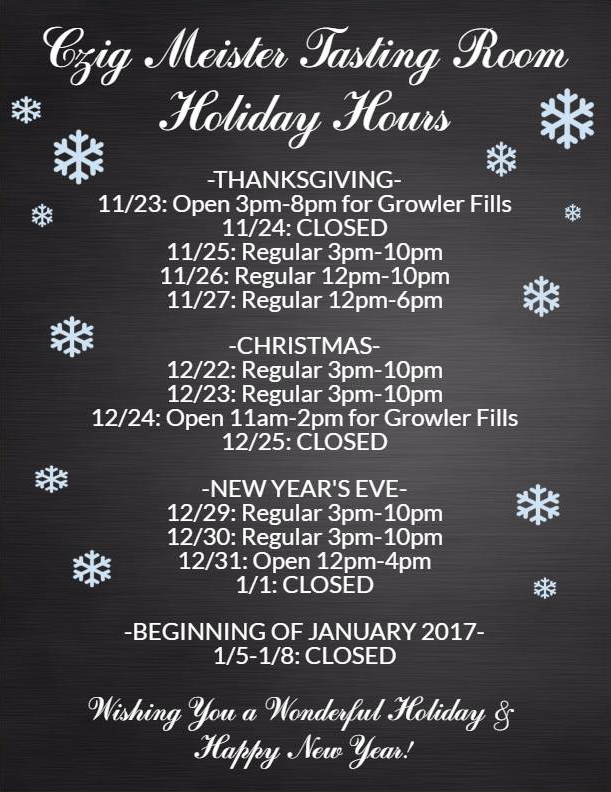 Czig Meister Tasting Room
Holiday Hours
-THANKSGIVING-
11/23: Open 3pm-8pm for Growler Fills
11/24: CLOSED
11/25: Regular 3pm-10pm
11/26: Regular 12pm-10pm
11/27: Regular 12pm-6pm
-CHRISTMAS-
12/22: Regular 3pm-10pm
12/23: Regular 3pm-10pm
12/24: Open 11am-2pm for Growler Fills
12/25: CLOSED
-NEW YEAR'S EVE-
12/29: Regular 3pm-10pm
12/30: Regular 3pm-10pm
12/31: Open 12pm-4pm
1/1: CLOSED
-BEGINNING OF JANUARY 2017-
1/5-1/8: CLOSED
Wishing You a Wonderful Holiday &
Happy New Year!